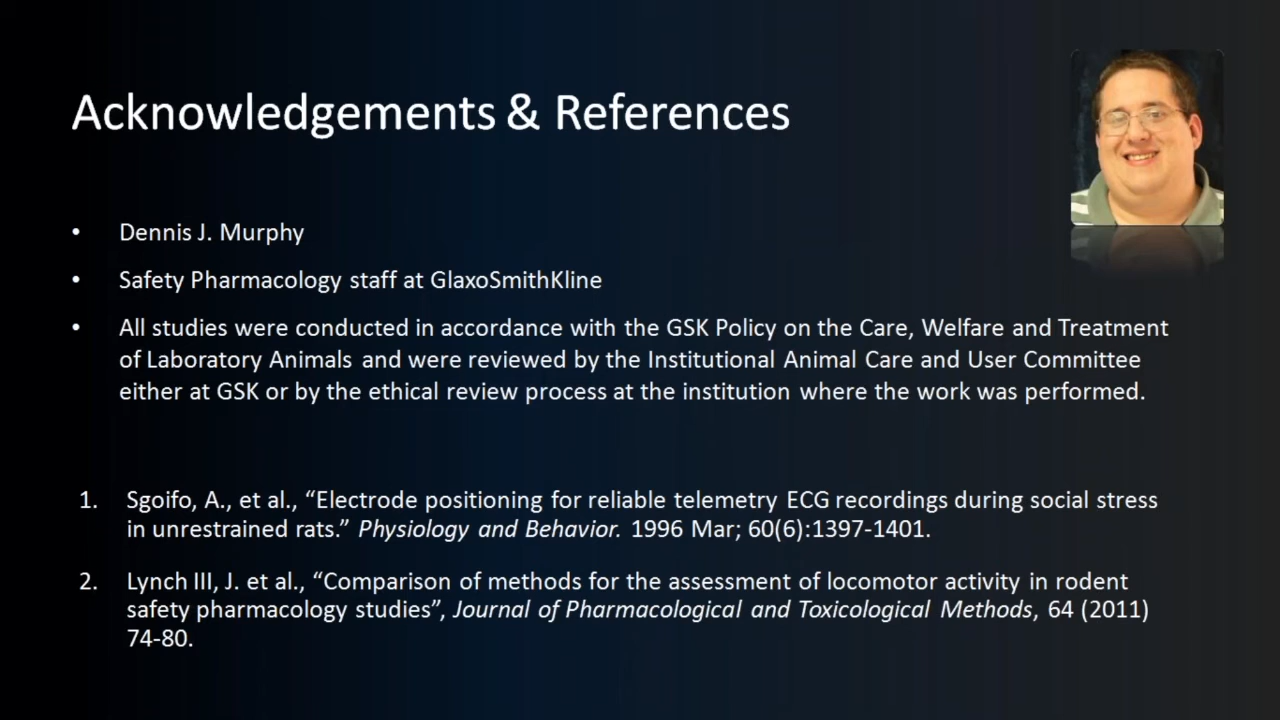 Acknowledgements & References
• Dennis J. Murphy
• Safety Pharmacology staff at GlaxoSmithKline
• All studies were conducted in accordance with the GSK Policy on the Care, Welfare and Treatment
of Laboratory Animals and were reviewed by the Institutional Animal Care and User Committee
either at GSK or by the ethical review process at the institution where the work was performed.
1. Sgoifo, A., et al., “Electrode positioning for reliable telemetry ECG recordings during social stress
in unrestrained rats.” Physiology and Behavior. 1996 Mar; 60(6):1397-1401.
2. Lynch III, J. et al., “Comparison of methods for the assessment of locomotor activity in rodent
safety pharmacology studies”, Journal of Pharmacological and Toxicological Methods, 64 (2011)
74-80.